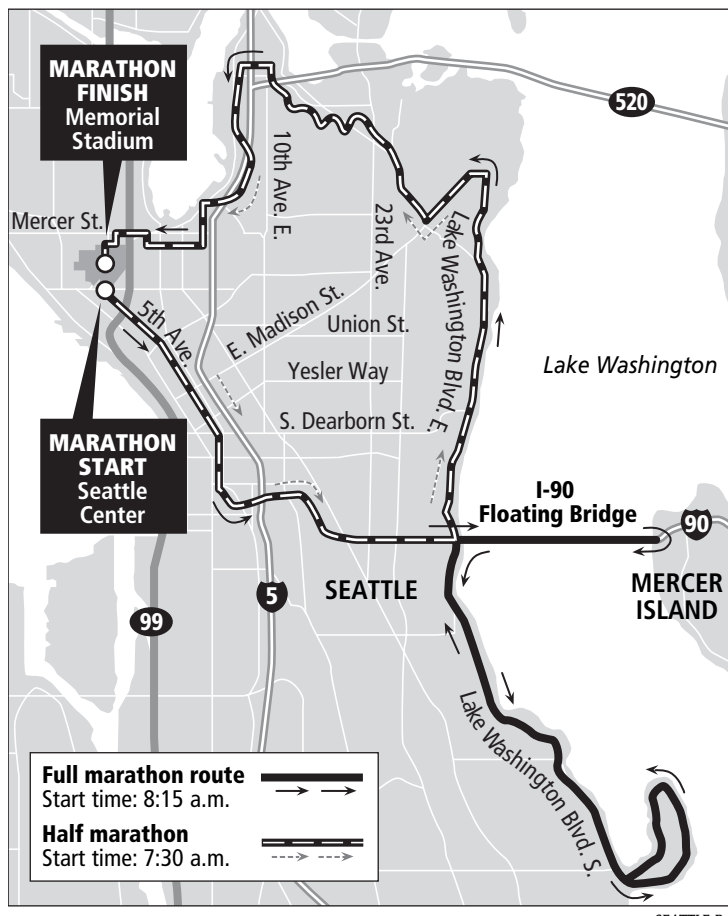 MARATHON
FINISH
Memorial
Stadium
520
Mercer St.
10th Ave. E.
23rd Ave.
Lake Washington Blvd. E.
5th Ave.
E. Madison St.
Union St.
Yesler Way
S. Dearborn St.
Lake Washington
MARATHON
START
Seattle
Center
I-90
Floating Bridge
90
SEATTLE
MERCER
ISLAND
5
99
Lake Washington Blvd. S.
Full marathon route
Start time: 8:15 a.m.
Half marathon
Start time: 7:30 a.m.